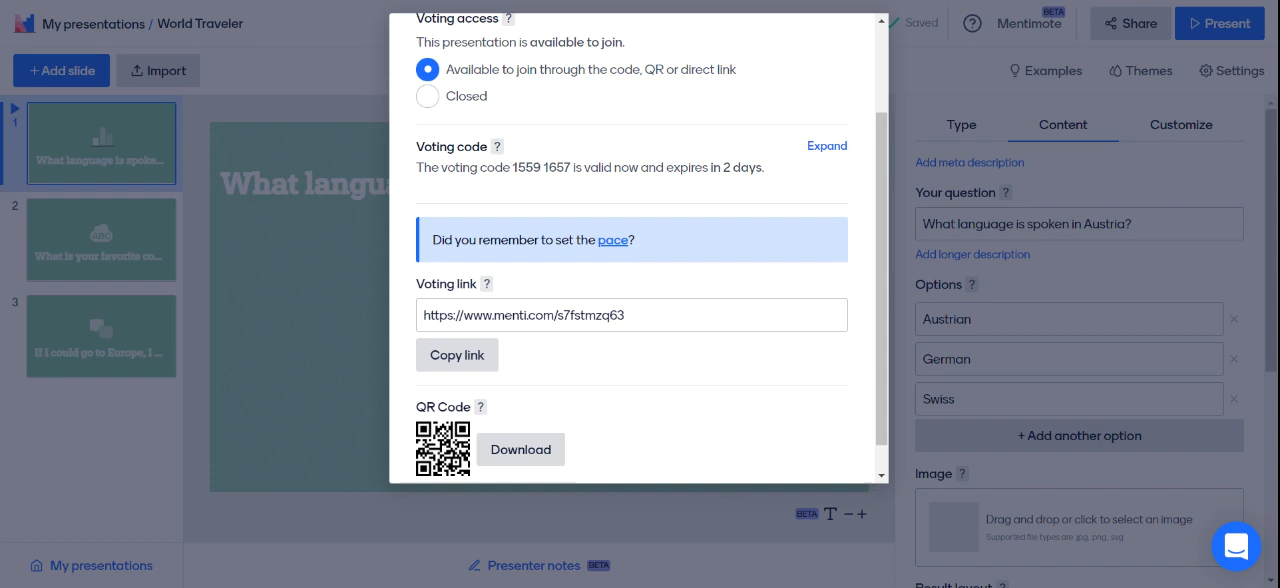 My presentations / World Traveler
Saved
?
Mentimote
BETA
Share
Present
+ Add slide
Import
Examples
Themes
Settings
1
What language is spoke...
2
ABC
What is your favorite co...
3
If I could go to Europe, I ...
What langu
Voting access ?
This presentation is available to join.
Available to join through the code, QR or direct link
Closed
Voting code ?
Expand
The voting code 1559 1657 is valid now and expires in 2 days.
Did you remember to set the pace?
Voting link ?
https://www.menti.com/s7fstmzq63
Copy link
QR Code ?
Download
BETA T − +
My presentations
Presenter notes BETA
Type
Content
Customize
Add meta description
Your question ?
What language is spoken in Austria?
Add longer description
Options ?
Austrian
German
Swiss
+ Add another option
Image ?
Drag and drop or click to select an image
Supported file types are .jpg, .png, .svg
Result layout ?